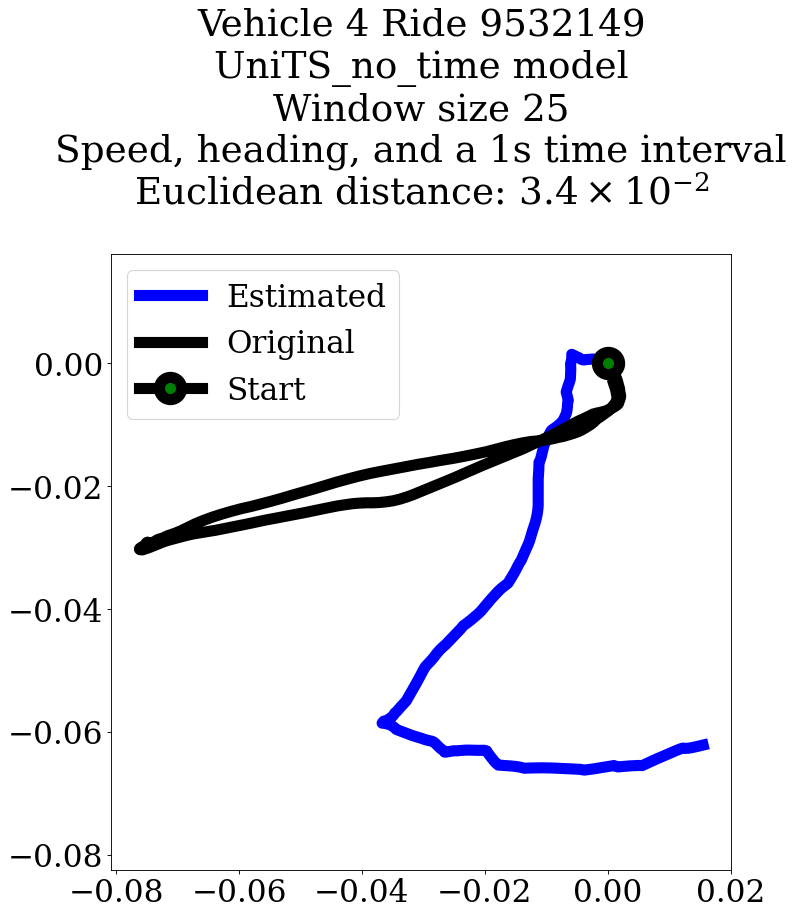 Vehicle 4 Ride 9532149
UniTS_no_time model
Window size 25
Speed, heading, and a 1s time interval
Euclidean distance: 3.4 × 10⁻²
Estimated
Original
Start
0.00
−0.02
−0.04
−0.06
−0.08
−0.08 −0.06 −0.04 −0.02 0.00 0.02